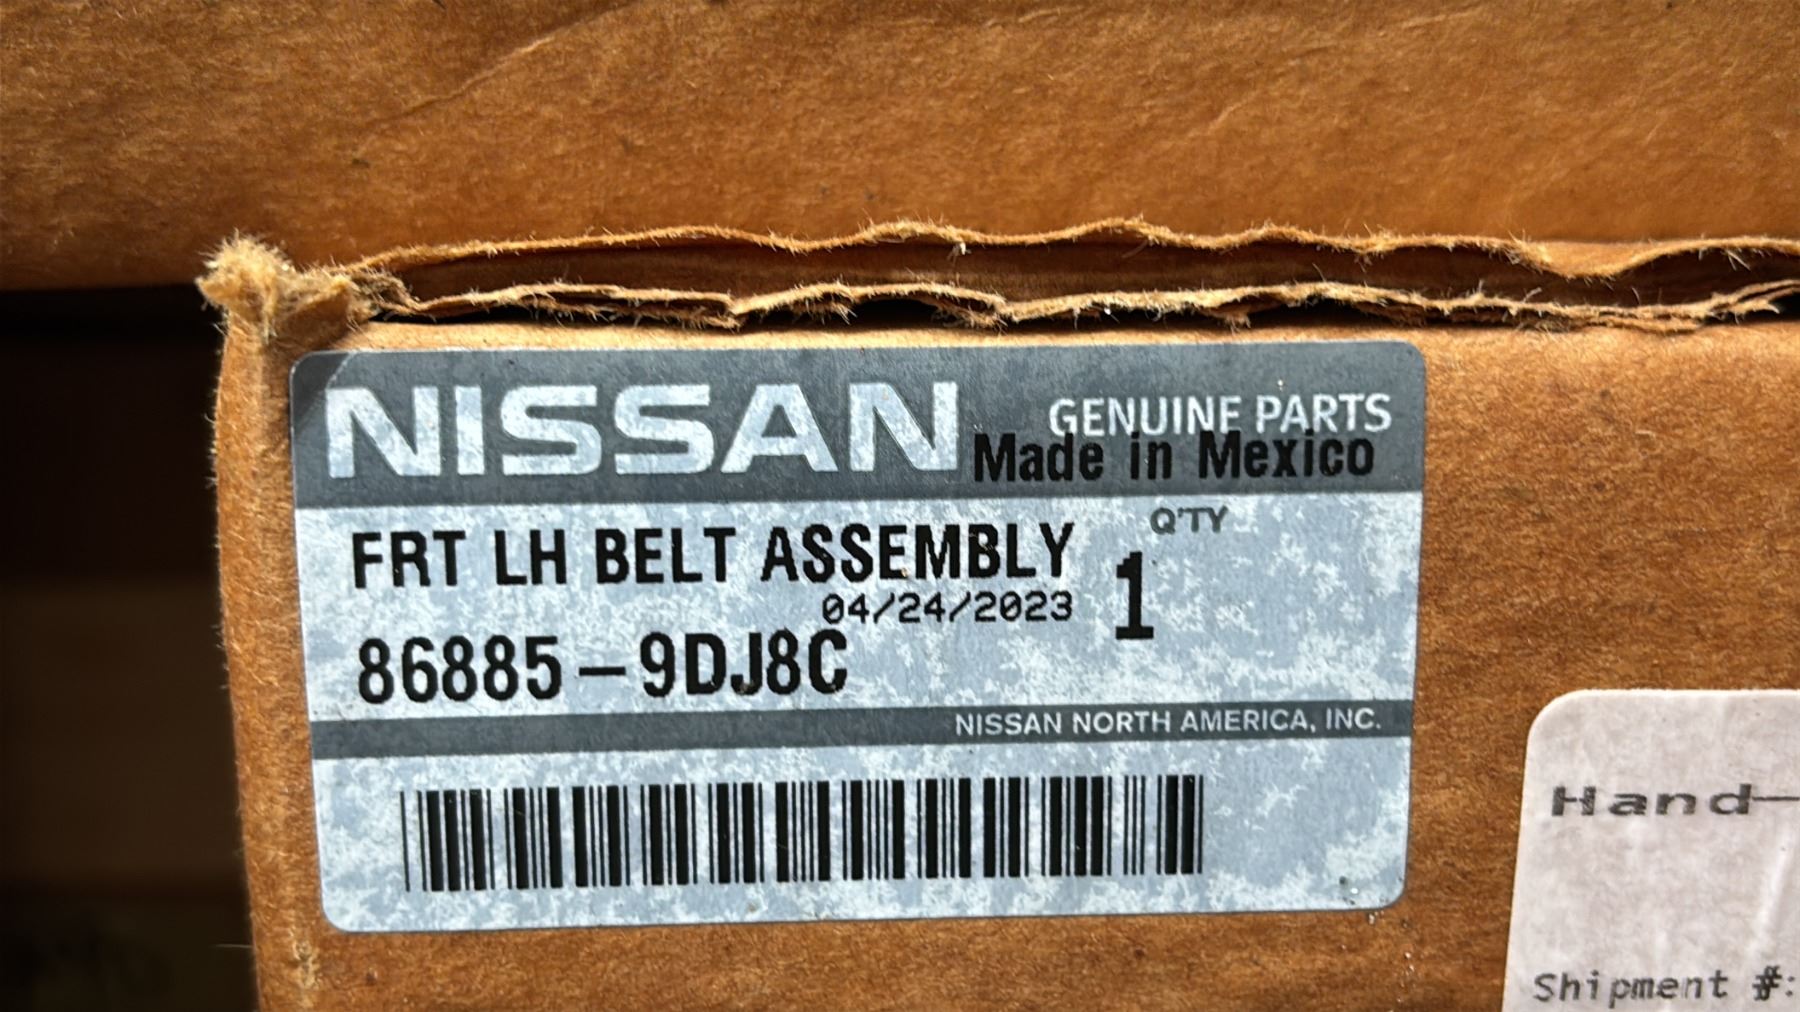 NISSAN
GENUINE PARTS
Made in Mexico
FRT LH BELT ASSEMBLY
Q'TY
1
04/24/2023
86885-9DJ8C
NISSAN NORTH AMERICA, INC.
Hand-
Shipment #: